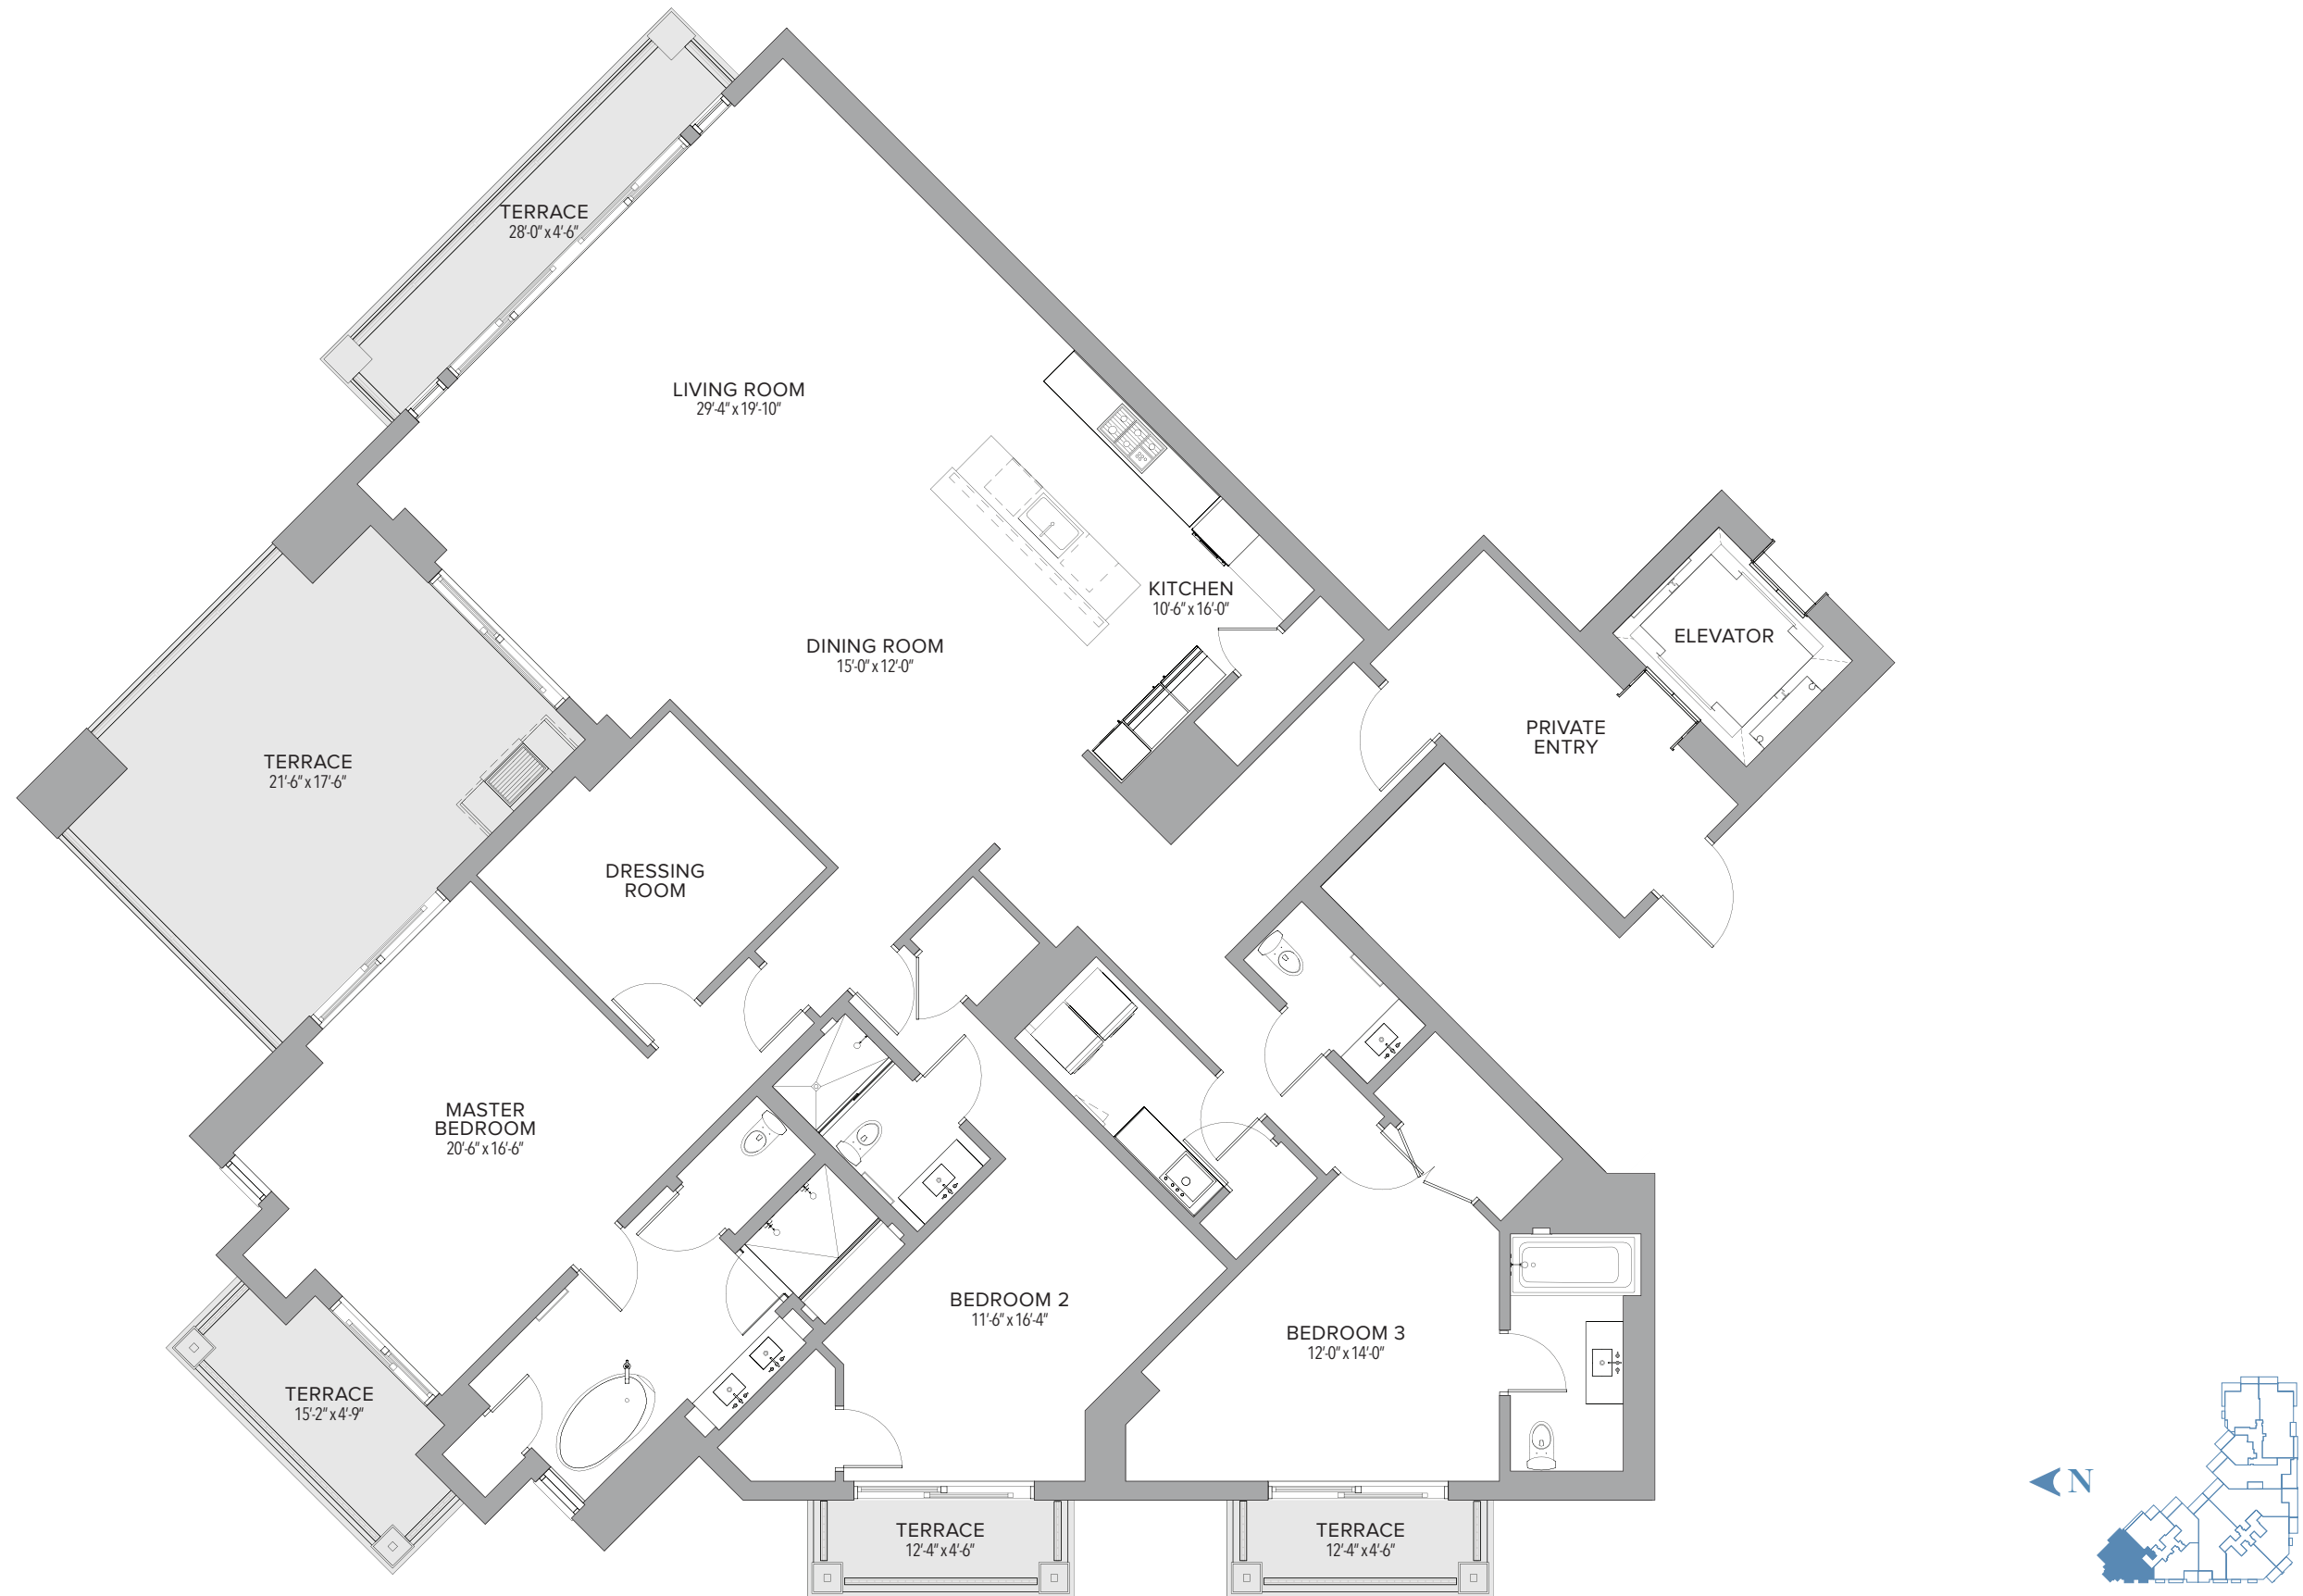 TERRACE
28'-0" x 4'-6"
LIVING ROOM
29'-4" x 19'-10"
KITCHEN
10'-6" x 16'-0"
DINING ROOM
15'-0" x 12'-0"
ELEVATOR
PRIVATE
ENTRY
TERRACE
21'-6" x 17'-6"
DRESSING
ROOM
MASTER
BEDROOM
20'-6" x 16'-6"
BEDROOM 2
11'-6" x 16'-4"
BEDROOM 3
12'-0" x 14'-0"
TERRACE
15'-2" x 4'-9"
TERRACE
12'-4" x 4'-6"
TERRACE
12'-4" x 4'-6"
N